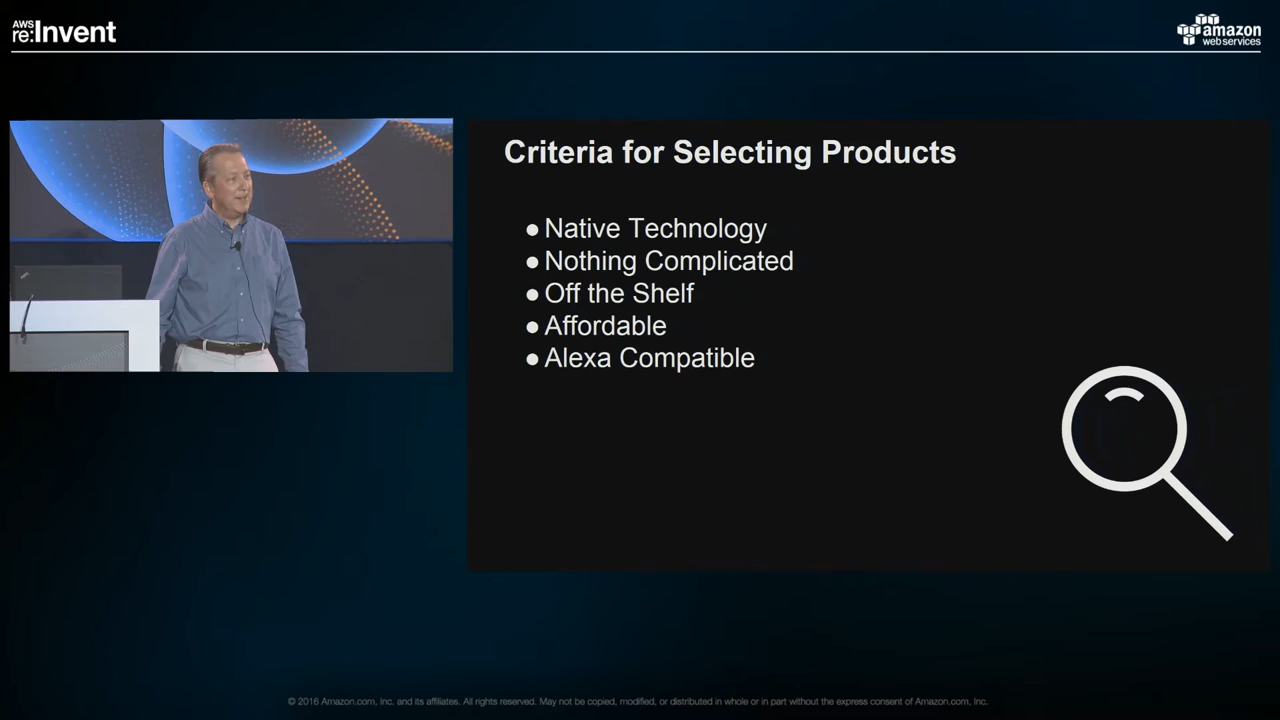 AWS
re:Invent
amazon
webservices
Criteria for Selecting Products
● Native Technology
● Nothing Complicated
● Off the Shelf
● Affordable
● Alexa Compatible
© 2016 Amazon.com, Inc. and its affiliates. All rights reserved. May not be copied, modified, or distributed in whole or in part without the express consent of Amazon.com, Inc.